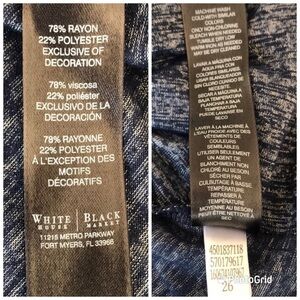 78% RAYON
22% POLYESTER
EXCLUSIVE OF
DECORATION
78% viscosa
22% poliéster
EXCLUSIVO DE LA
DECORACIÓN
78% RAYONNE
22% POLYESTER
À L'EXCEPTION DES
MOTIFS
DÉCORATIFS
WHITE HOUSE BLACK MARKET
11215 METRO PARKWAY
FORT MYERS, FL 33966
MACHINE WASH
COLD WITH SIMILAR
COLORS
ONLY NON-CHLORINE
BLEACH WHEN NEEDED
TUMBLE DRY LOW
WARM IRON AS NEEDED
MAY BE DRY CLEANED
LAVAR A MÁQUINA CON
AGUA FRÍA CON
COLORES SIMILARES
USAR BLANQUEADOR
SIN CLORO CUANDO SE
NECESITE
SECAR A MÁQUINA A
BAJA TEMPERATURA
PLANCHAR A
BAJA TEMPERATURA
PUEDE LAVARSE EN
SECO
LAVER À LA MACHINE À
L'EAU FROIDE AVEC DES
COULEURS
SEMBLABLES
UTILISER SEULEMENT
UN AGENT DE
BLANCHIMENT NON
CHLORÉ AU BESOIN
SÉCHER PAR
CULBUTAGE À BASSE
TEMPÉRATURE
REPASSER
TEMPÉRATURE
MOYENNE AU BESOIN
PEUT ÊTRE NETTOYÉ À
SEC
4501837118
570179617
26
PhotoGrid